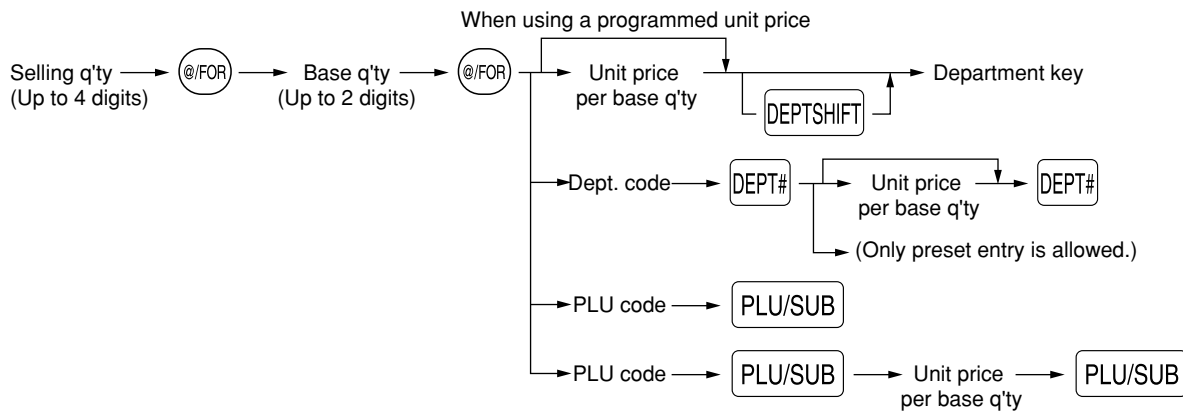 When using a programmed unit price
Selling q'ty
(Up to 4 digits)
@/FOR
Base q'ty
(Up to 2 digits)
@/FOR
Unit price
per base q'ty
DEPTSHIFT
Department key
Dept. code
DEPT#
Unit price
per base q'ty
DEPT#
(Only preset entry is allowed.)
PLU code
PLU/SUB
PLU code
PLU/SUB
Unit price
per base q'ty
PLU/SUB